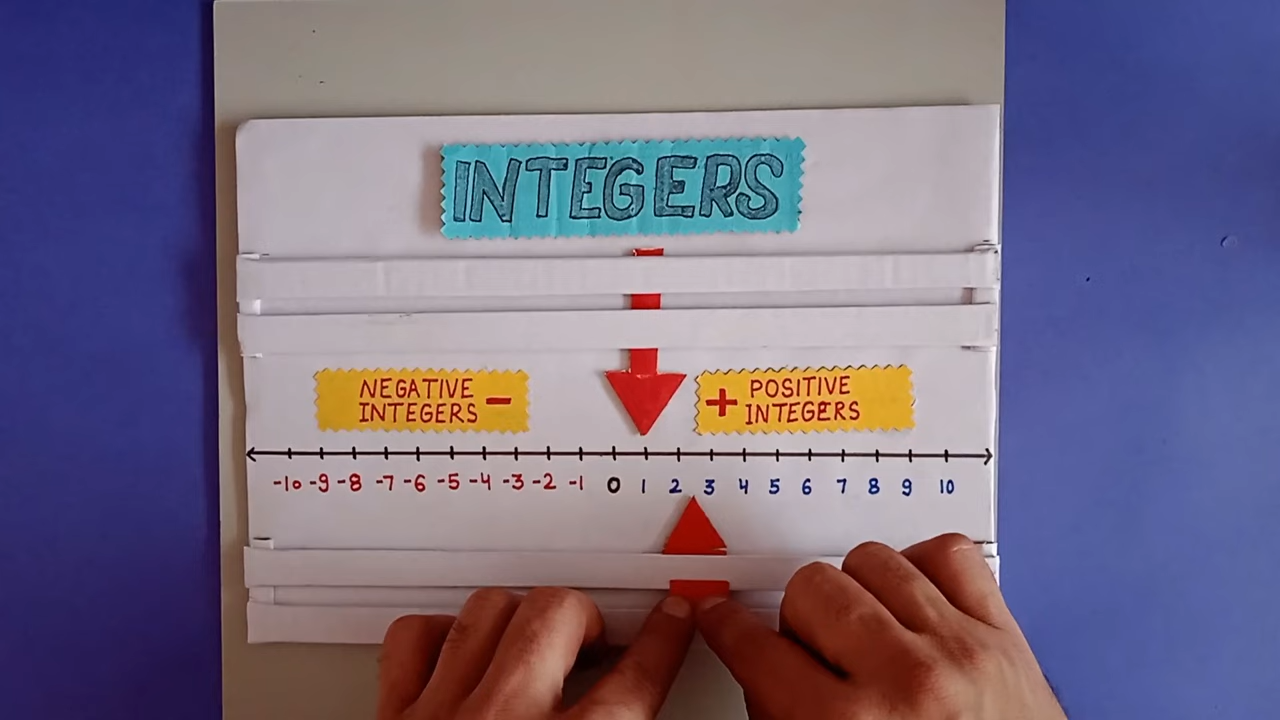 INTEGERS
NEGATIVE
INTEGERS -
+ POSITIVE
INTEGERS
-10 -9 -8 -7 -6 -5 -4 -3 -2 -1 0 1 2 3 4 5 6 7 8 9 10